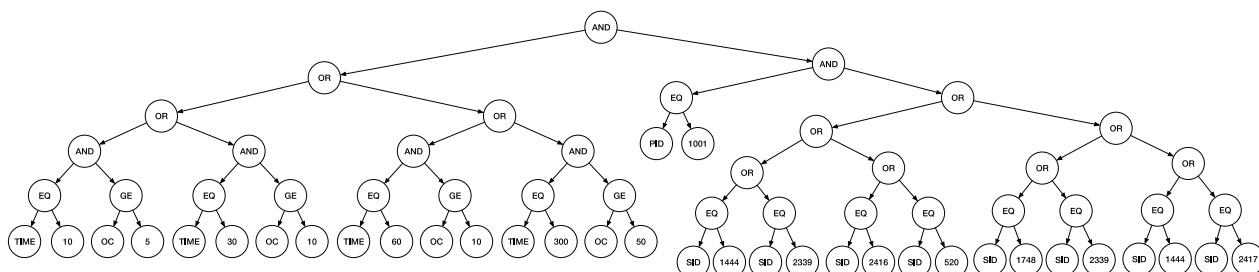 AND
OR
AND
OR
OR
EQ
OR
AND
AND
AND
AND
PID
1001
OR
OR
EQ
GE
EQ
GE
EQ
GE
EQ
GE
OR
OR
OR
OR
TIME
10
OC
5
TIME
30
OC
10
TIME
60
OC
10
TIME
300
OC
50
EQ
EQ
EQ
EQ
EQ
EQ
EQ
EQ
SID
1444
SID
2339
SID
2416
SID
520
SID
1748
SID
2339
SID
1444
SID
2417